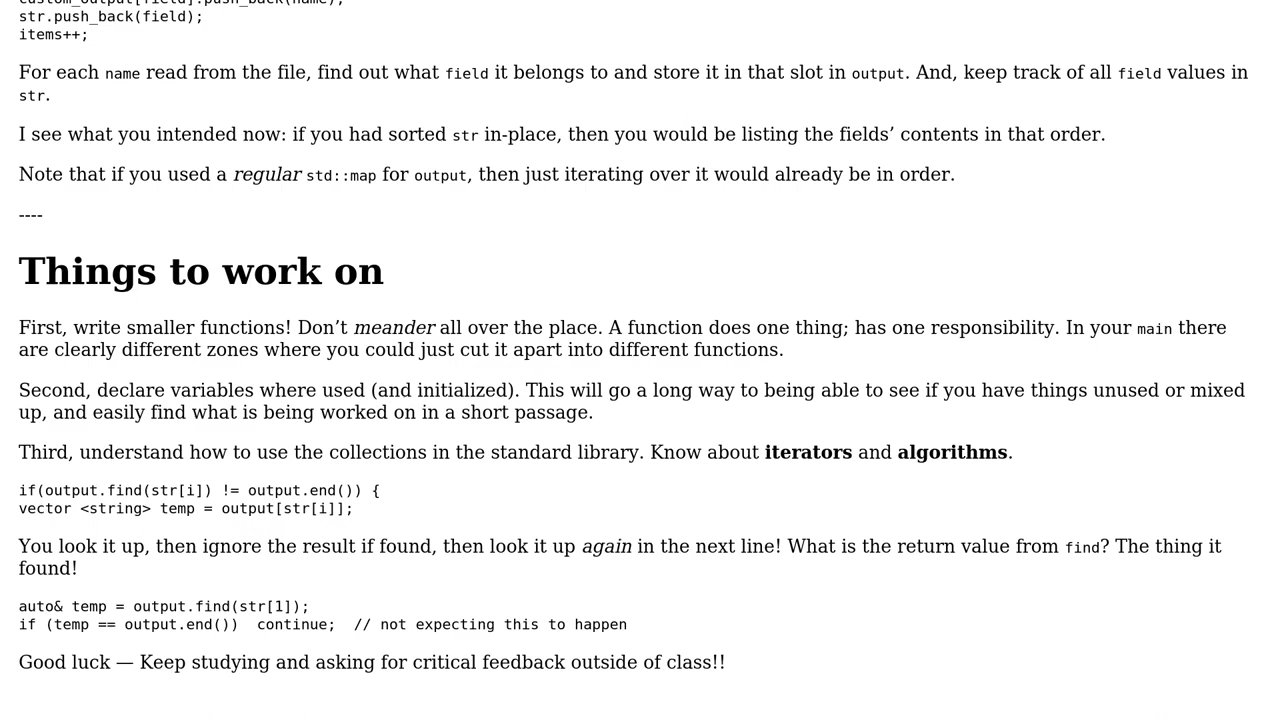 custom_output[field].push_back(name);
str.push_back(field);
items++;
For each name read from the file, find out what field it belongs to and store it in that slot in output. And, keep track of all field values in
str.
I see what you intended now: if you had sorted str in-place, then you would be listing the fields’ contents in that order.
Note that if you used a regular std::map for output, then just iterating over it would already be in order.
----
Things to work on
First, write smaller functions! Don’t meander all over the place. A function does one thing; has one responsibility. In your main there
are clearly different zones where you could just cut it apart into different functions.
Second, declare variables where used (and initialized). This will go a long way to being able to see if you have things unused or mixed
up, and easily find what is being worked on in a short passage.
Third, understand how to use the collections in the standard library. Know about iterators and algorithms.
if(output.find(str[i]) != output.end()) {
vector <string> temp = output[str[i]];
You look it up, then ignore the result if found, then look it up again in the next line! What is the return value from find? The thing it
found!
auto& temp = output.find(str[1]);
if (temp == output.end())  continue;  // not expecting this to happen
Good luck — Keep studying and asking for critical feedback outside of class!!